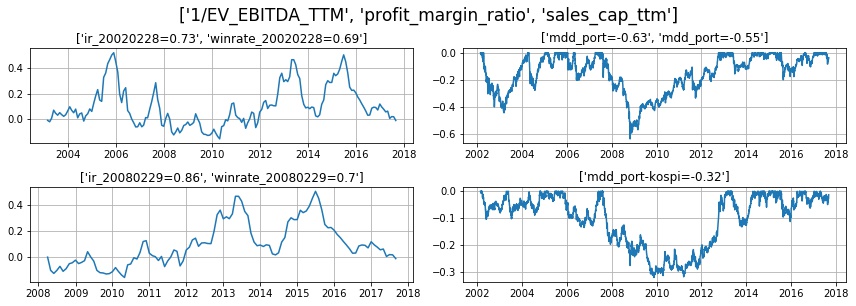 ['1/EV_EBITDA_TTM', 'profit_margin_ratio', 'sales_cap_ttm']
['ir_20020228=0.73', 'winrate_20020228=0.69']
0.4
0.2
0.0
2004 2006 2008 2010 2012 2014 2016 2018
['mdd_port=-0.63', 'mdd_port=-0.55']
0.0
−0.2
−0.4
−0.6
2002 2004 2006 2008 2010 2012 2014 2016 2018
['ir_20080229=0.86', 'winrate_20080229=0.7']
0.4
0.2
0.0
2008 2009 2010 2011 2012 2013 2014 2015 2016 2017 2018
['mdd_port-kospi=-0.32']
0.0
−0.1
−0.2
−0.3
2002 2004 2006 2008 2010 2012 2014 2016 2018